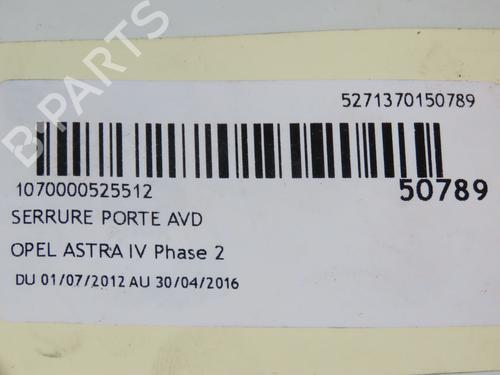 B PARTS
5271370150789
1070000525512
50789
SERRURE PORTE AVD
OPEL ASTRA IV Phase 2
DU 01/07/2012 AU 30/04/2016